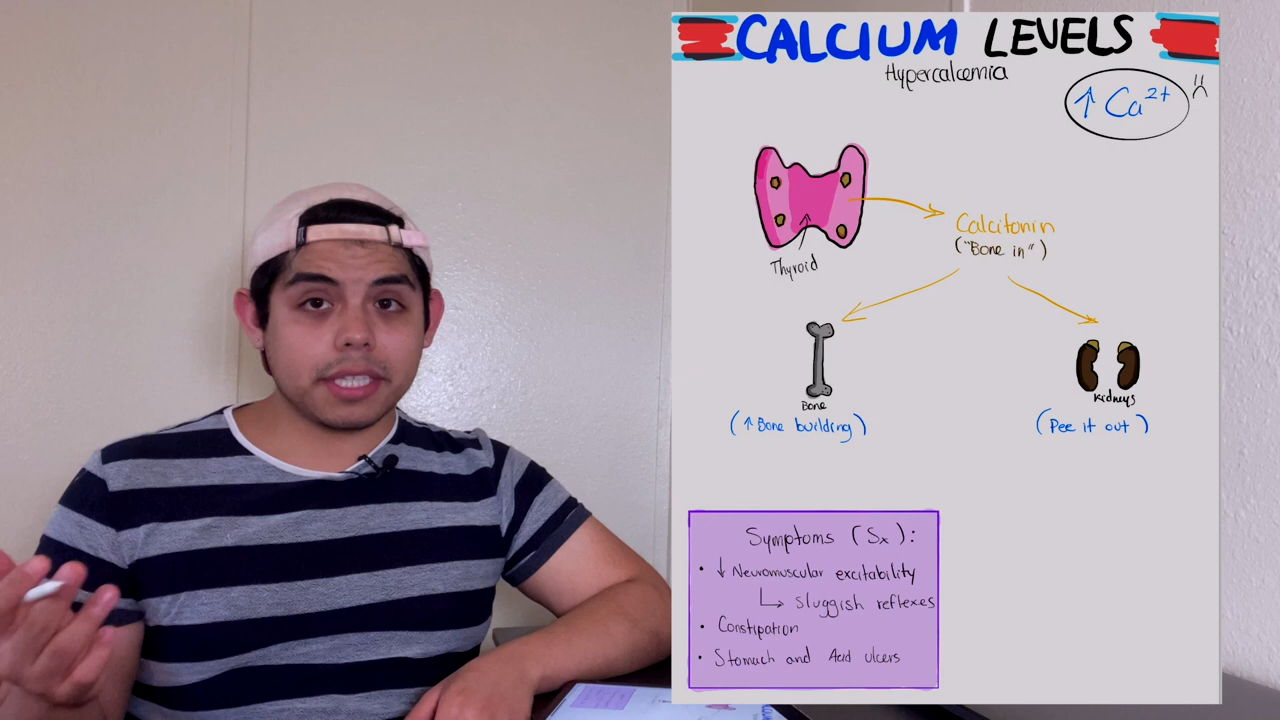 CALCIUM LEVELS
Hypercalcemia
↑ Ca²⁺
Calcitonin
("Bone in")
Thyroid
Bone
(↑ Bone building)
Kidneys
(Pee it out)
Symptoms (Sx):
• ↓ Neuromuscular excitability
↳ Sluggish reflexes
• Constipation
• Stomach and Acid ulcers